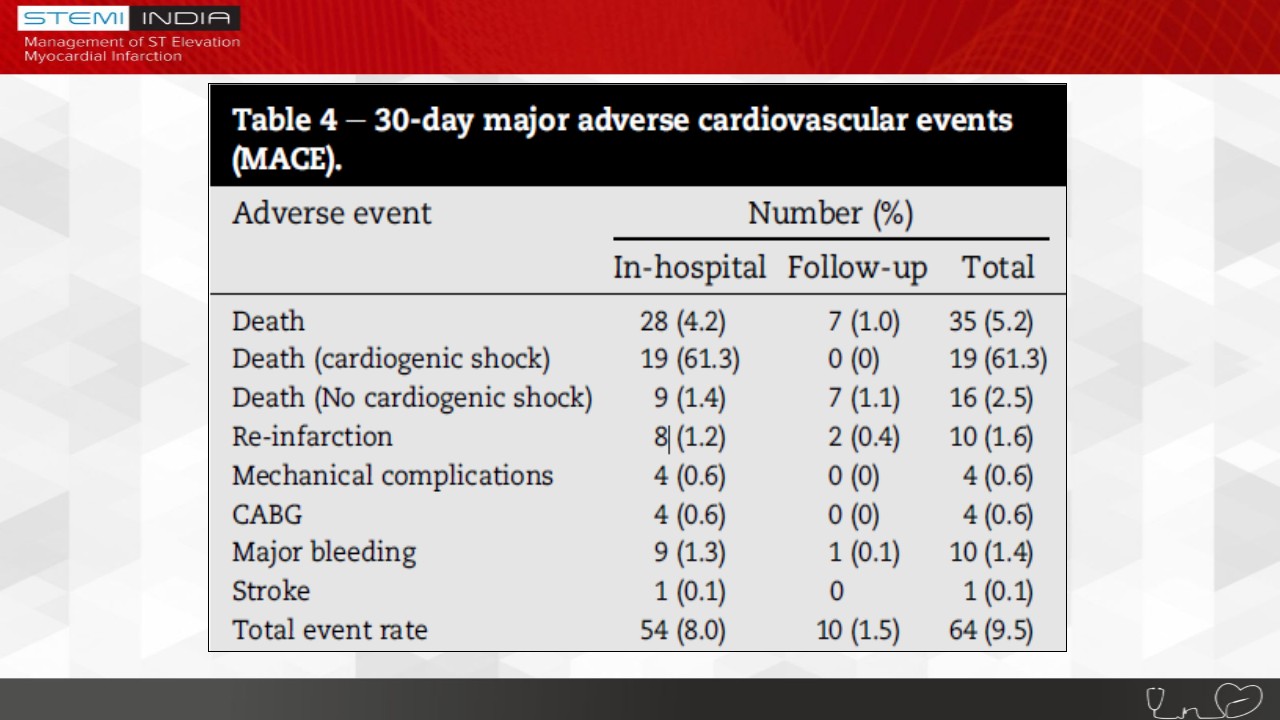 STEMI INDIA
Management of ST Elevation
Myocardial Infarction
Table 4 – 30-day major adverse cardiovascular events
(MACE).
Adverse event Number (%)
In-hospital Follow-up Total
Death 28 (4.2) 7 (1.0) 35 (5.2)
Death (cardiogenic shock) 19 (61.3) 0 (0) 19 (61.3)
Death (No cardiogenic shock) 9 (1.4) 7 (1.1) 16 (2.5)
Re-infarction 8 (1.2) 2 (0.4) 10 (1.6)
Mechanical complications 4 (0.6) 0 (0) 4 (0.6)
CABG 4 (0.6) 0 (0) 4 (0.6)
Major bleeding 9 (1.3) 1 (0.1) 10 (1.4)
Stroke 1 (0.1) 0 1 (0.1)
Total event rate 54 (8.0) 10 (1.5) 64 (9.5)